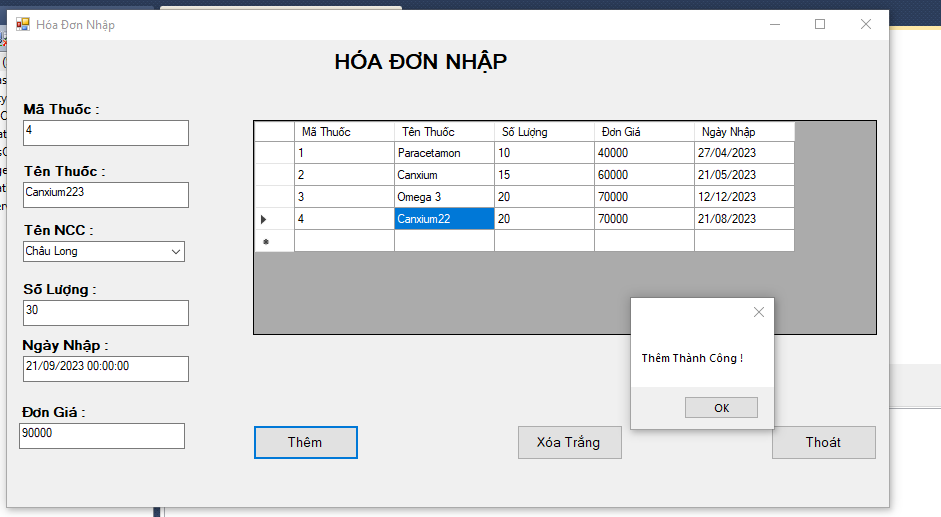 Hóa Đơn Nhập
HÓA ĐƠN NHẬP
Mã Thuốc :
4
Tên Thuốc :
Canxium223
Tên NCC :
Châu Long
Số Lượng :
30
Ngày Nhập :
21/09/2023 00:00:00
Đơn Giá :
90000
Mã Thuốc Tên Thuốc Số Lượng Đơn Giá Ngày Nhập
1 Paracetamon 10 40000 27/04/2023
2 Canxium 15 60000 21/05/2023
3 Omega 3 20 70000 12/12/2023
4 Canxium22 20 70000 21/08/2023
Thêm Thành Công !
OK
Thêm Xóa Trắng Thoát